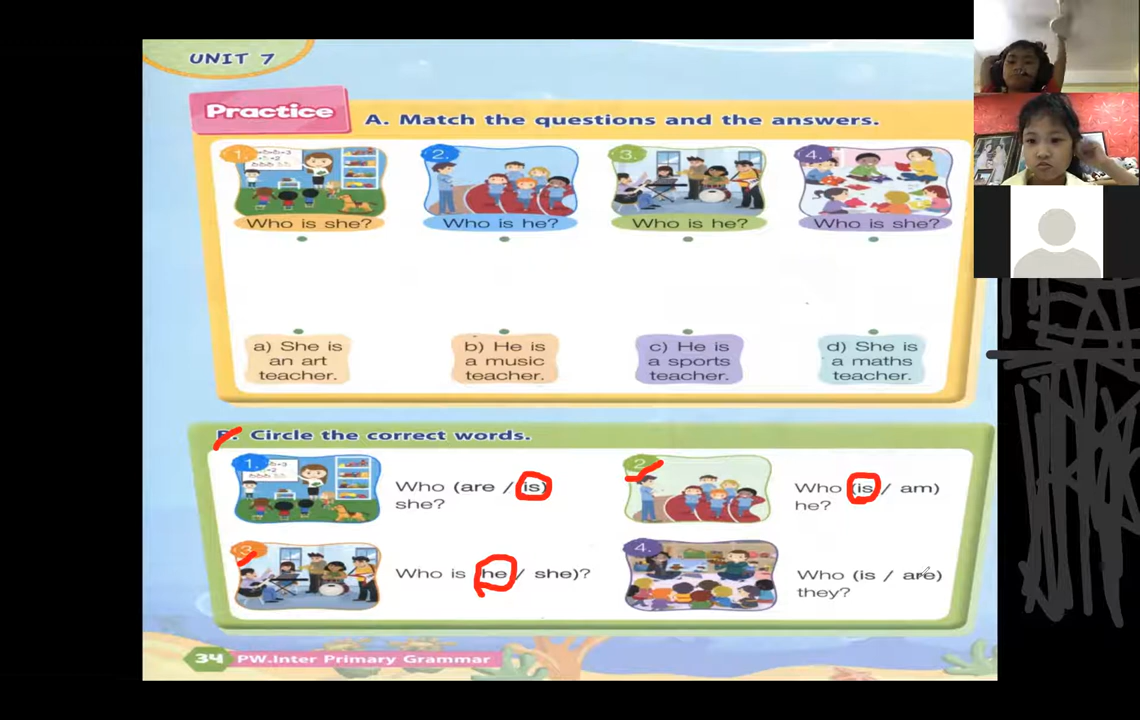 UNIT 7
Practice
A. Match the questions and the answers.
1.
2.
3.
4.
Who is she?
Who is he?
Who is he?
Who is she?
a) She is
an art
teacher.
b) He is
a music
teacher.
c) He is
a sports
teacher.
d) She is
a maths
teacher.
B. Circle the correct words.
1.
Who (are / is)
she?
2
Who (is / am)
he?
3
Who is (he / she)?
4.
Who (is / are)
they?
34 PW.Inter Primary Grammar